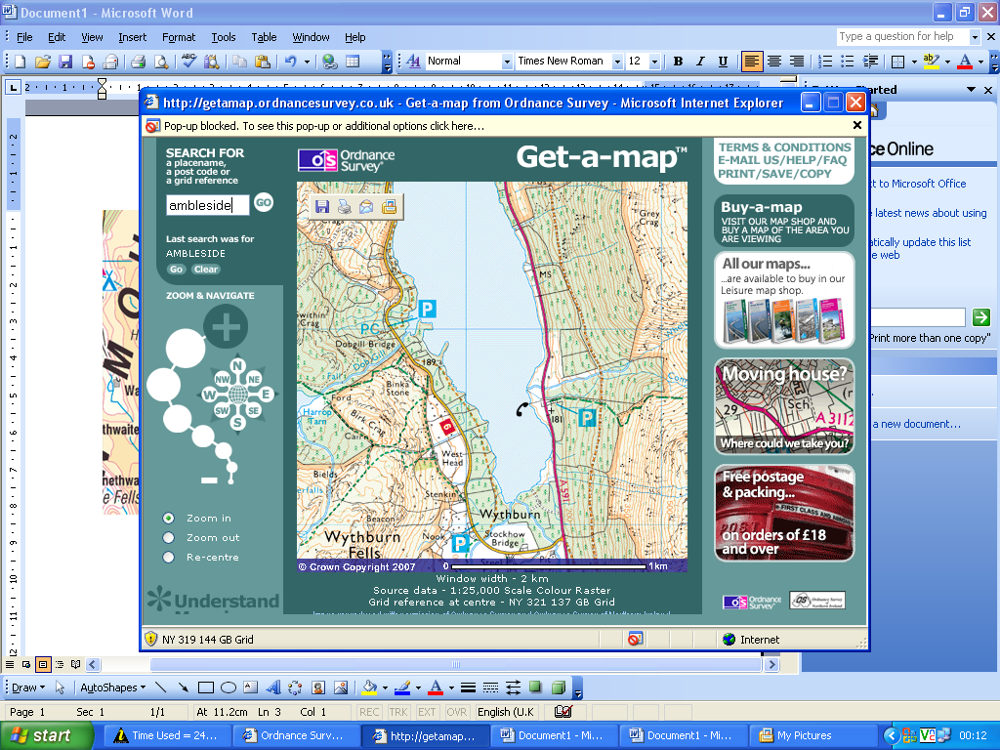 Document1 - Microsoft Word
File Edit View Insert Format Tools Table Window Help
Type a question for help
Normal Times New Roman 12 B I U
http://getamap.ordnancesurvey.co.uk - Get-a-map from Ordnance Survey - Microsoft Internet Explorer
Pop-up blocked. To see this pop-up or additional options click here...
SEARCH FOR
a placename,
a post code or
a grid reference
ambleside GO
Last search was for
AMBLESIDE
Go Clear
ZOOM & NAVIGATE
N
NW NE
W E
SW SE
S
Zoom in
Zoom out
Re-centre
Understand
OS Ordnance Survey
Get-a-map™
Grey Crag
MS
P
PC
Dobgill Bridge
189
Binka Stone
Ford
Harrop Tarn
Birk Crag
Cairn
6
West Head
181
P
A591
Bields
Stenkin
Wythburn
Beacon
Wythburn Fells
Nook
P
Stockhow Bridge
© Crown Copyright 2007 0 1km
Window width - 2 km
Source data - 1:25,000 Scale Colour Raster
Grid reference at centre - NY 321 137 GB Grid
TERMS & CONDITIONS
E-MAIL US/HELP/FAQ
PRINT/SAVE/COPY
Buy-a-map
VISIT OUR MAP SHOP AND
BUY A MAP OF THE AREA YOU
ARE VIEWING
All our maps...
...are available to buy in our
Leisure map shop.
Moving house?
Sch
29
A3112
Where could we take you?
Free postage
& packing...
FIRST CLASS AND
on orders of £18
and over
OS Ordnance Survey
Ordnance Survey Northern Ireland
NY 319 144 GB Grid Internet
Started
ce Online
ct to Microsoft Office
latest news about using
atically update this list
e web
Print more than one copy"
a new document...
thwaite
Draw AutoShapes
Page 1 Sec 1 1/1 At 11.2cm Ln 3 Col 1 REC TRK EXT OVR English (U.K
start Time Used = 24... Ordnance Surv... http://getamap... Document1 - Mi... Document1 - Mi... My Pictures 00:12